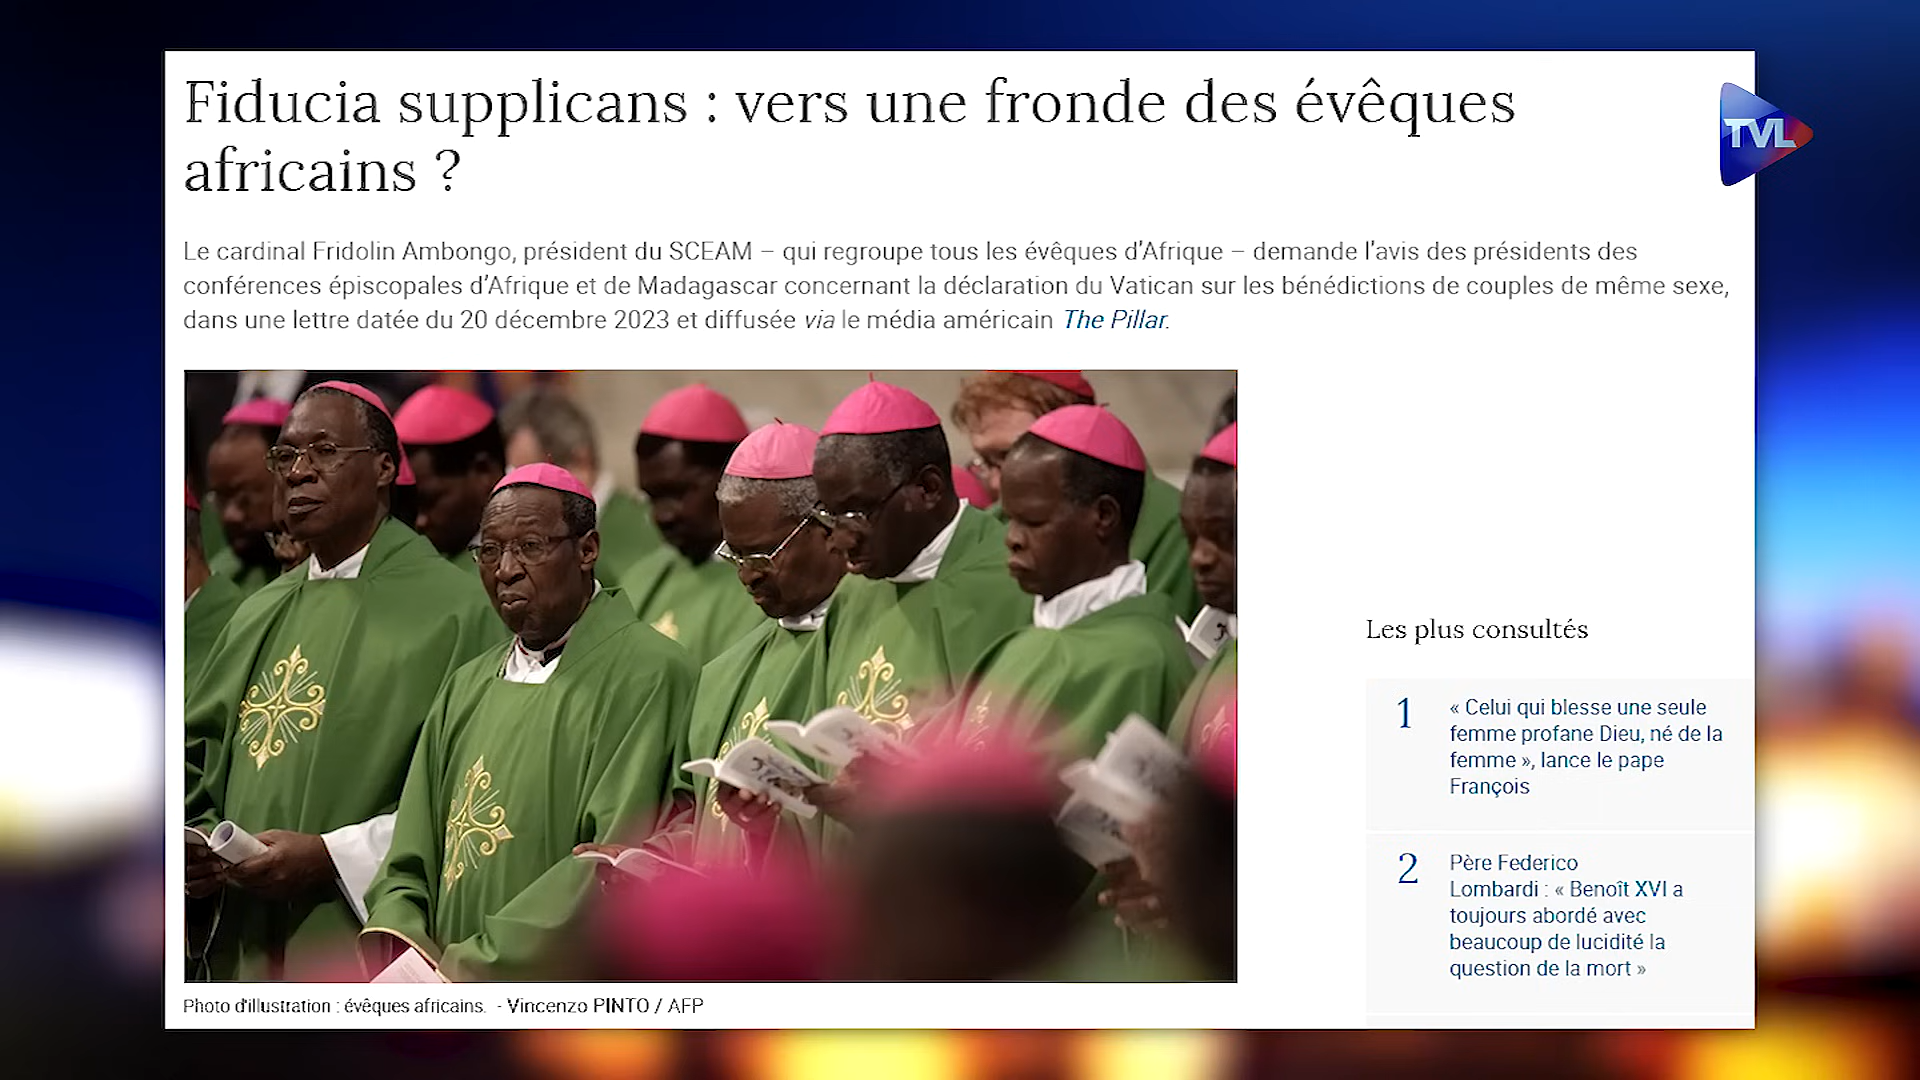 Fiducia supplicans : vers une fronde des évêques
africains ?
TVL
Le cardinal Fridolin Ambongo, président du SCEAM – qui regroupe tous les évêques d’Afrique – demande l’avis des présidents des
conférences épiscopales d’Afrique et de Madagascar concernant la déclaration du Vatican sur les bénédictions de couples de même sexe,
dans une lettre datée du 20 décembre 2023 et diffusée via le média américain The Pillar.
Les plus consultés
1
« Celui qui blesse une seule
femme profane Dieu, né de la
femme », lance le pape
François
2
Père Federico
Lombardi : « Benoît XVI a
toujours abordé avec
beaucoup de lucidité la
question de la mort »
Photo d'illustration : évêques africains. - Vincenzo PINTO / AFP